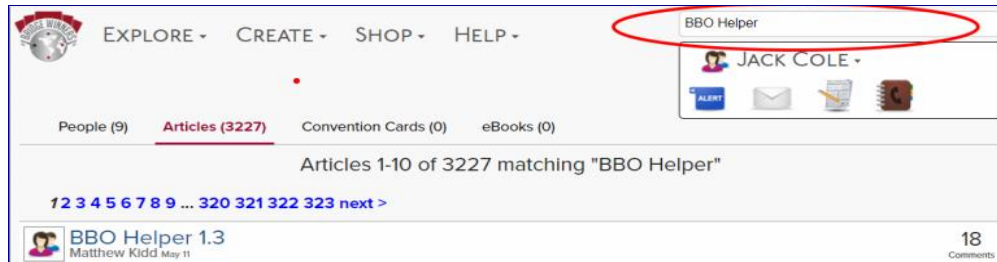 BRIDGE WINNERS
EXPLORE CREATE SHOP HELP
BBO Helper
JACK COLE
ALERT
People (9) Articles (3227) Convention Cards (0) eBooks (0)
Articles 1-10 of 3227 matching "BBO Helper"
1 2 3 4 5 6 7 8 9 ... 320 321 322 323 next >
BBO Helper 1.3
Matthew Kidd May 11
18
Comments